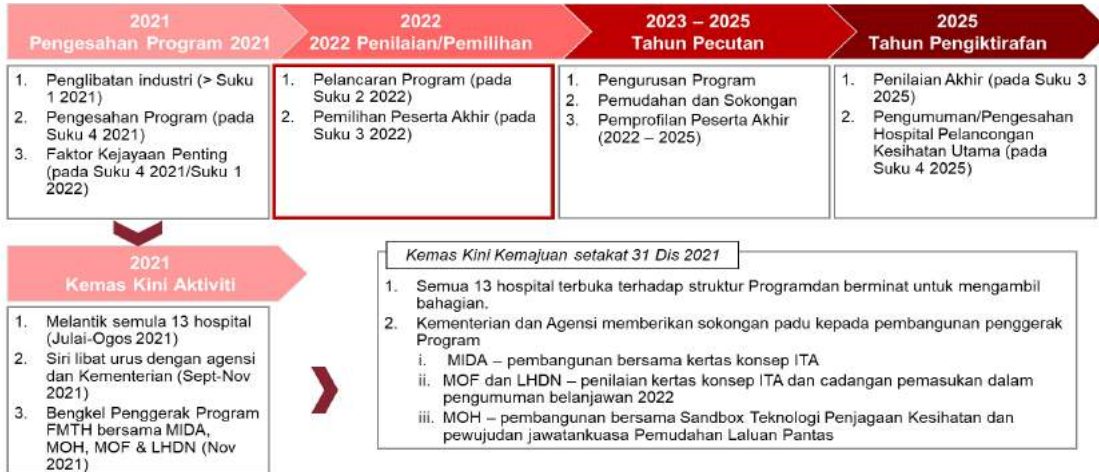 2021
Pengesahan Program 2021
2022
2022 Penilaian/Pemilihan
2023 – 2025
Tahun Pecutan
2025
Tahun Pengiktirafan
1. Penglibatan industri (> Suku
1 2021)
2. Pengesahan Program (pada
Suku 4 2021)
3. Faktor Kejayaan Penting
(pada Suku 4 2021/Suku 1
2022)
1. Pelancaran Program (pada
Suku 2 2022)
2. Pemilihan Peserta Akhir (pada
Suku 3 2022)
1. Pengurusan Program
2. Pemudahan dan Sokongan
3. Pemprofilan Peserta Akhir
(2022 – 2025)
1. Penilaian Akhir (pada Suku 3
2025)
2. Pengumuman/Pengesahan
Hospital Pelancongan
Kesihatan Utama (pada
Suku 4 2025)
2021
Kemas Kini Aktiviti
1. Melantik semula 13 hospital
(Julai-Ogos 2021)
2. Siri libat urus dengan agensi
dan Kementerian (Sept-Nov
2021)
3. Bengkel Penggerak Program
FMTH bersama MIDA,
MOH, MOF & LHDN (Nov
2021)
Kemas Kini Kemajuan setakat 31 Dis 2021
1. Semua 13 hospital terbuka terhadap struktur Programdan berminat untuk mengambil
bahagian.
2. Kementerian dan Agensi memberikan sokongan padu kepada pembangunan penggerak
Program
i. MIDA – pembangunan bersama kertas konsep ITA
ii. MOF dan LHDN – penilaian kertas konsep ITA dan cadangan pemasukan dalam
pengumuman belanjawan 2022
iii. MOH – pembangunan bersama Sandbox Teknologi Penjagaan Kesihatan dan
pewujudan jawatankuasa Pemudahan Laluan Pantas